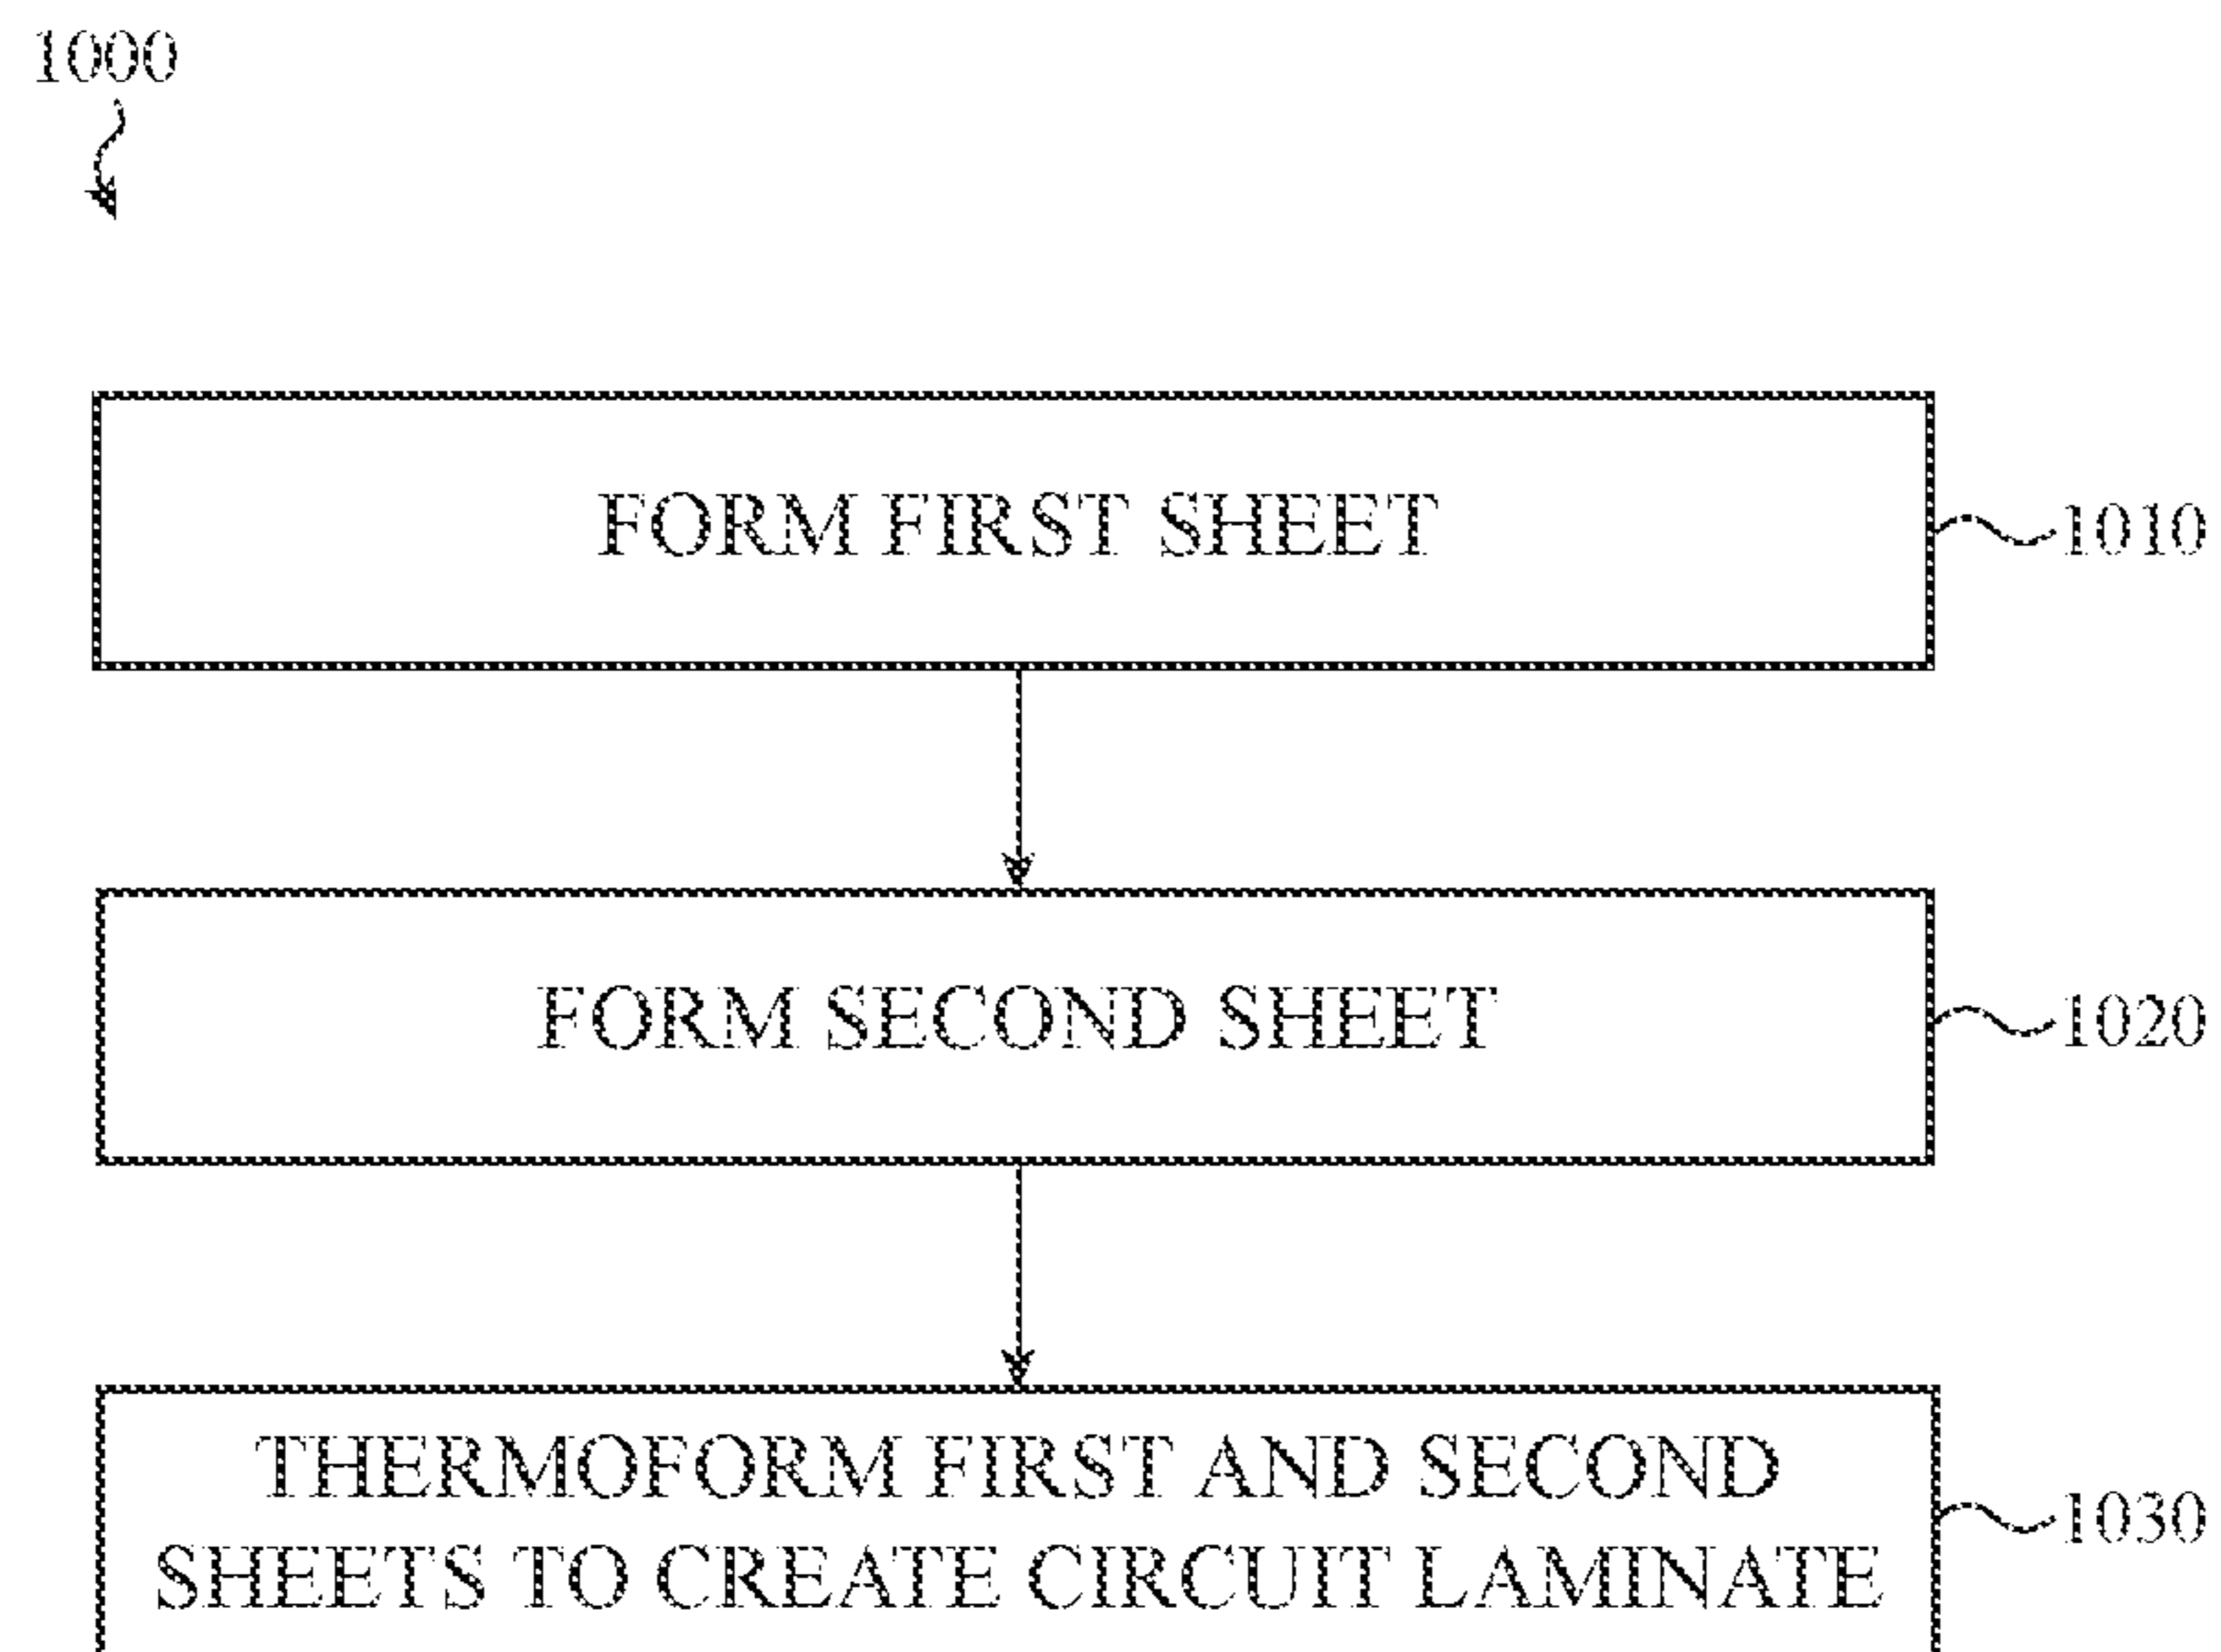 1000
FORM FIRST SHEET
1010
FORM SECOND SHEET
1020
THERMOFORM FIRST AND SECOND
SHEETS TO CREATE CIRCUIT LAMINATE
1030